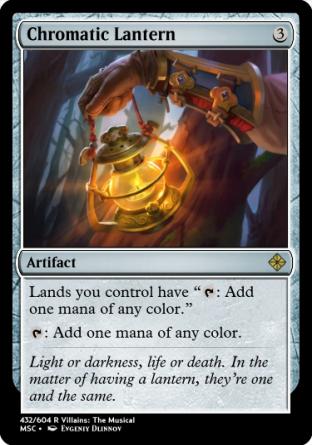 Chromatic Lantern 3
Artifact
Lands you control have “T: Add
one mana of any color.”
T: Add one mana of any color.
Light or darkness, life or death. In the
matter of having a lantern, they’re one
and the same.
432/604 R Villains: The Musical
MSC • Evgeniy Dlinnov